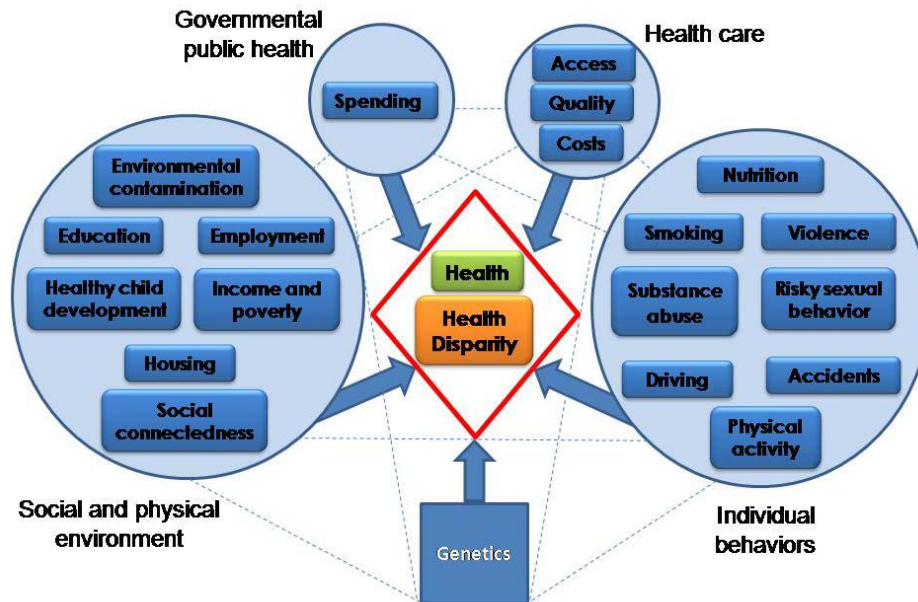 Governmental
public health
Spending
Health care
Access
Quality
Costs
Environmental
contamination
Education
Employment
Healthy child
development
Income and
poverty
Housing
Social
connectedness
Social and physical
environment
Health
Health
Disparity
Nutrition
Smoking
Violence
Substance
abuse
Risky sexual
behavior
Driving
Accidents
Physical
activity
Individual
behaviors
Genetics